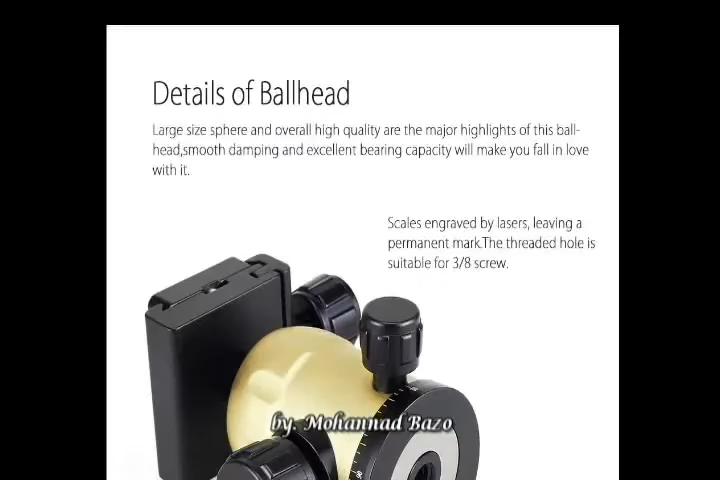 Details of Ballhead
Large size sphere and overall high quality are the major highlights of this ball-
head,smooth damping and excellent bearing capacity will make you fall in love
with it.
Scales engraved by lasers, leaving a
permanent mark.The threaded hole is
suitable for 3/8 screw.
by. Mohannad Bazo